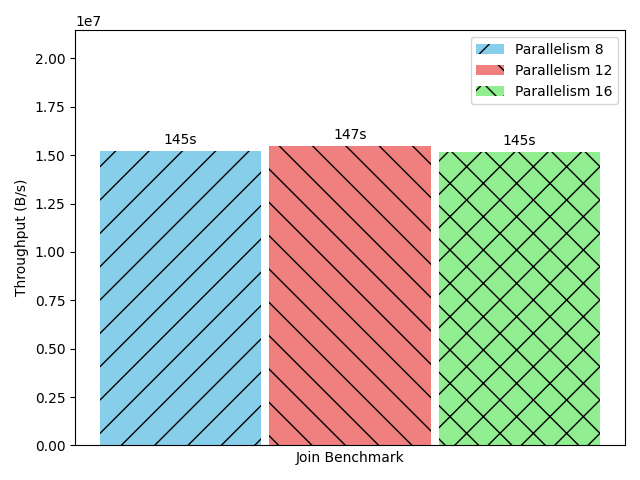 1e7
2.00
1.75
1.50
1.25
1.00
0.75
0.50
0.25
0.00
Throughput (B/s)
Parallelism 8
Parallelism 12
Parallelism 16
145s
147s
145s
Join Benchmark